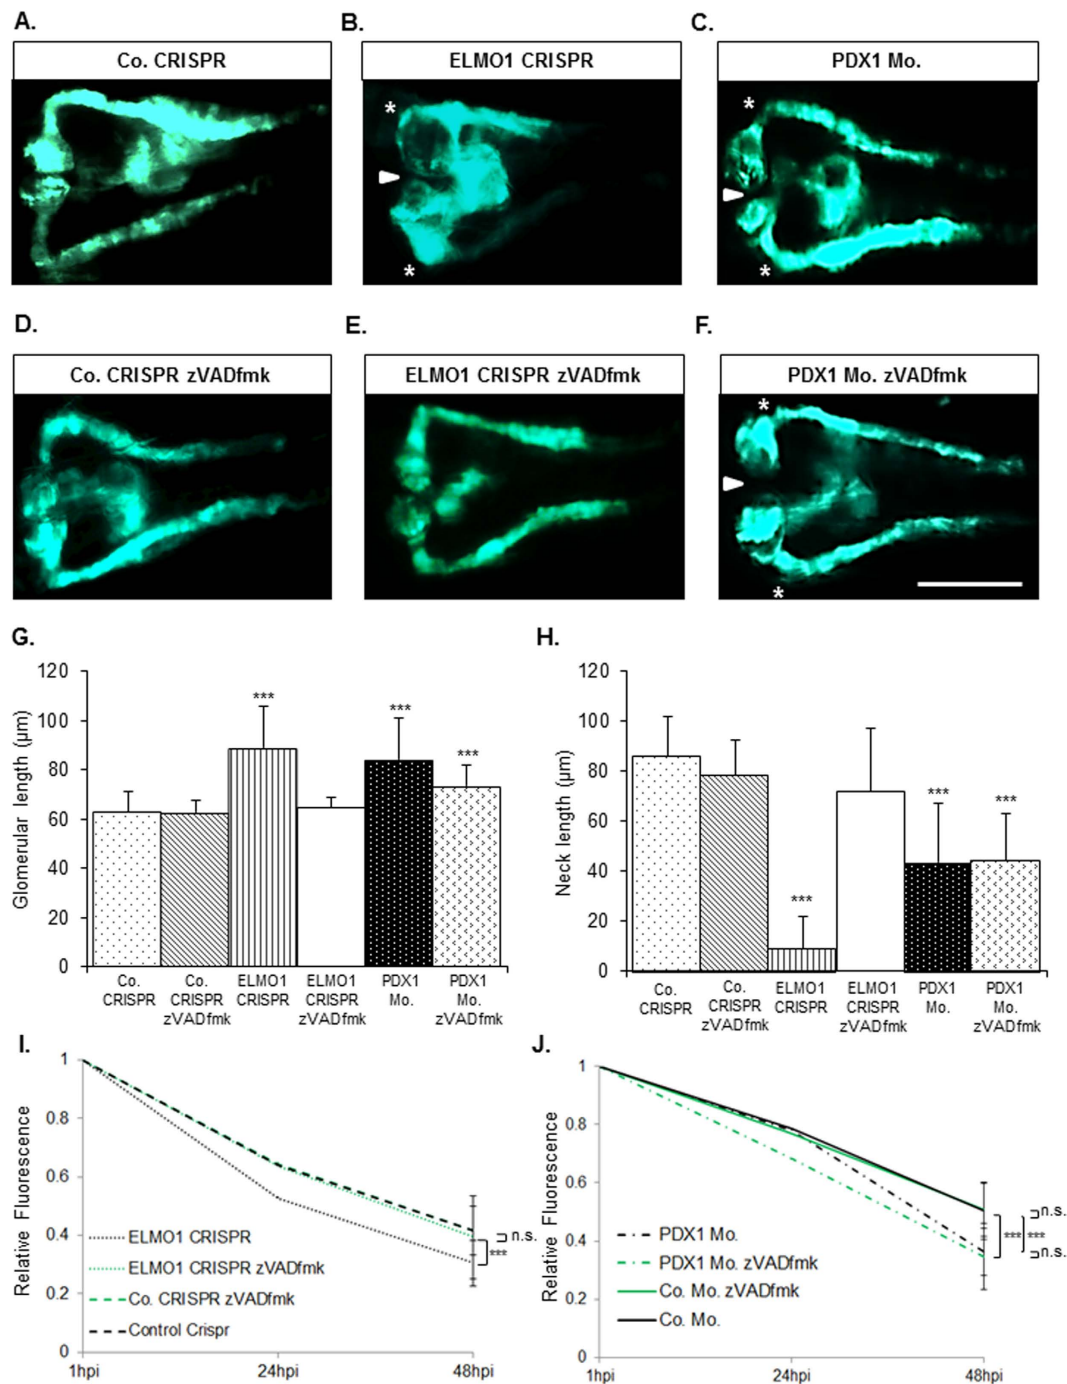 A.
B.
C.
Co. CRISPR
ELMO1 CRISPR
PDX1 Mo.
*
*
*
*
D.
E.
F.
Co. CRISPR zVADfmk
ELMO1 CRISPR zVADfmk
PDX1 Mo. zVADfmk
*
*
G.
Glomerular length (µm)
120
100
80
60
40
20
0
***
***
***
Co.
CRISPR
Co.
CRISPR
zVADfmk
ELMO1
CRISPR
ELMO1
CRISPR
zVADfmk
PDX1
Mo.
PDX1
Mo.
zVADfmk
H.
Neck length (µm)
120
100
80
60
40
20
0
***
***
***
Co.
CRISPR
Co.
CRISPR
zVADfmk
ELMO1
CRISPR
ELMO1
CRISPR
zVADfmk
PDX1
Mo.
PDX1
Mo.
zVADfmk
I.
Relative Fluorescence
1
0.8
0.6
0.4
0.2
0
ELMO1 CRISPR
ELMO1 CRISPR zVADfmk
Co. CRISPR zVADfmk
Control Crispr
n.s.
***
1hpi
24hpi
48hpi
J.
Relative Fluorescence
1
0.8
0.6
0.4
0.2
0
PDX1 Mo.
PDX1 Mo. zVADfmk
Co. Mo. zVADfmk
Co. Mo.
n.s.
*** ***
n.s.
1hpi
24hpi
48hpi